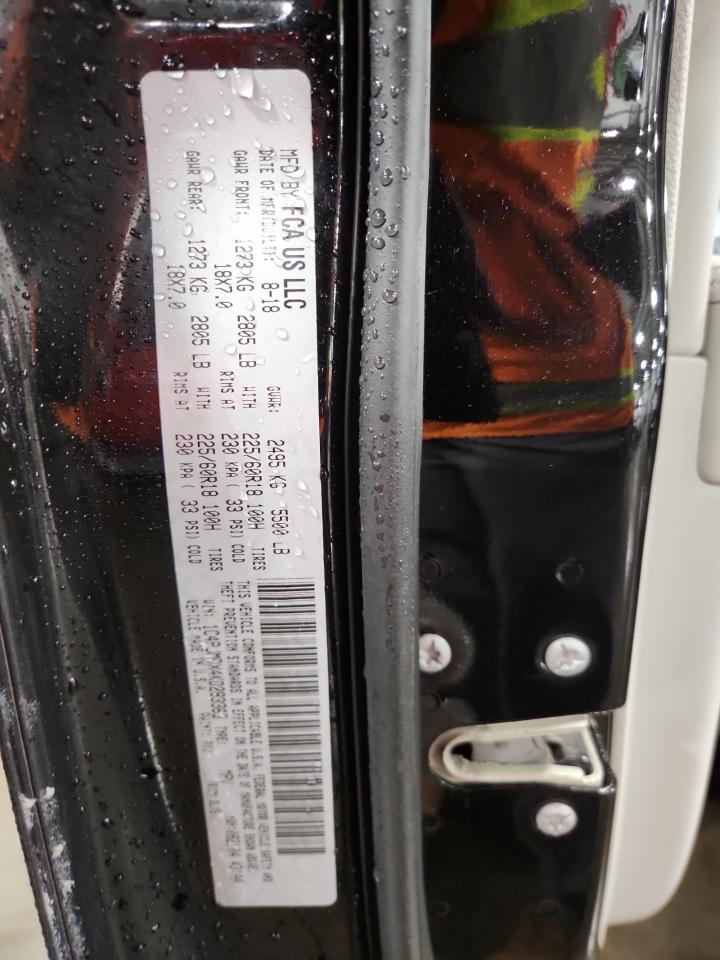 MFD BY FCA US LLC
DATE OF MFR 8-18 GVWR: 2495 KG 5500 LB
GAWR FRONT: 1273 KG 2805 LB WITH 225/60R18 100H TIRES
18X7.0 RIMS AT 230 KPA ( 33 PSI) COLD
GAWR REAR: 1273 KG 2805 LB WITH 225/60R18 100H TIRES
18X7.0 RIMS AT 230 KPA ( 33 PSI) COLD
THIS VEHICLE CONFORMS TO ALL APPLICABLE U.S.A. FEDERAL MOTOR VEHICLE SAFETY AND
THEFT PREVENTION STANDARDS IN EFFECT ON THE DATE OF MANUFACTURE SHOWN ABOVE
VIN: TYPE: MPV
VEHICLE MADE IN U.S.A. PAINT: